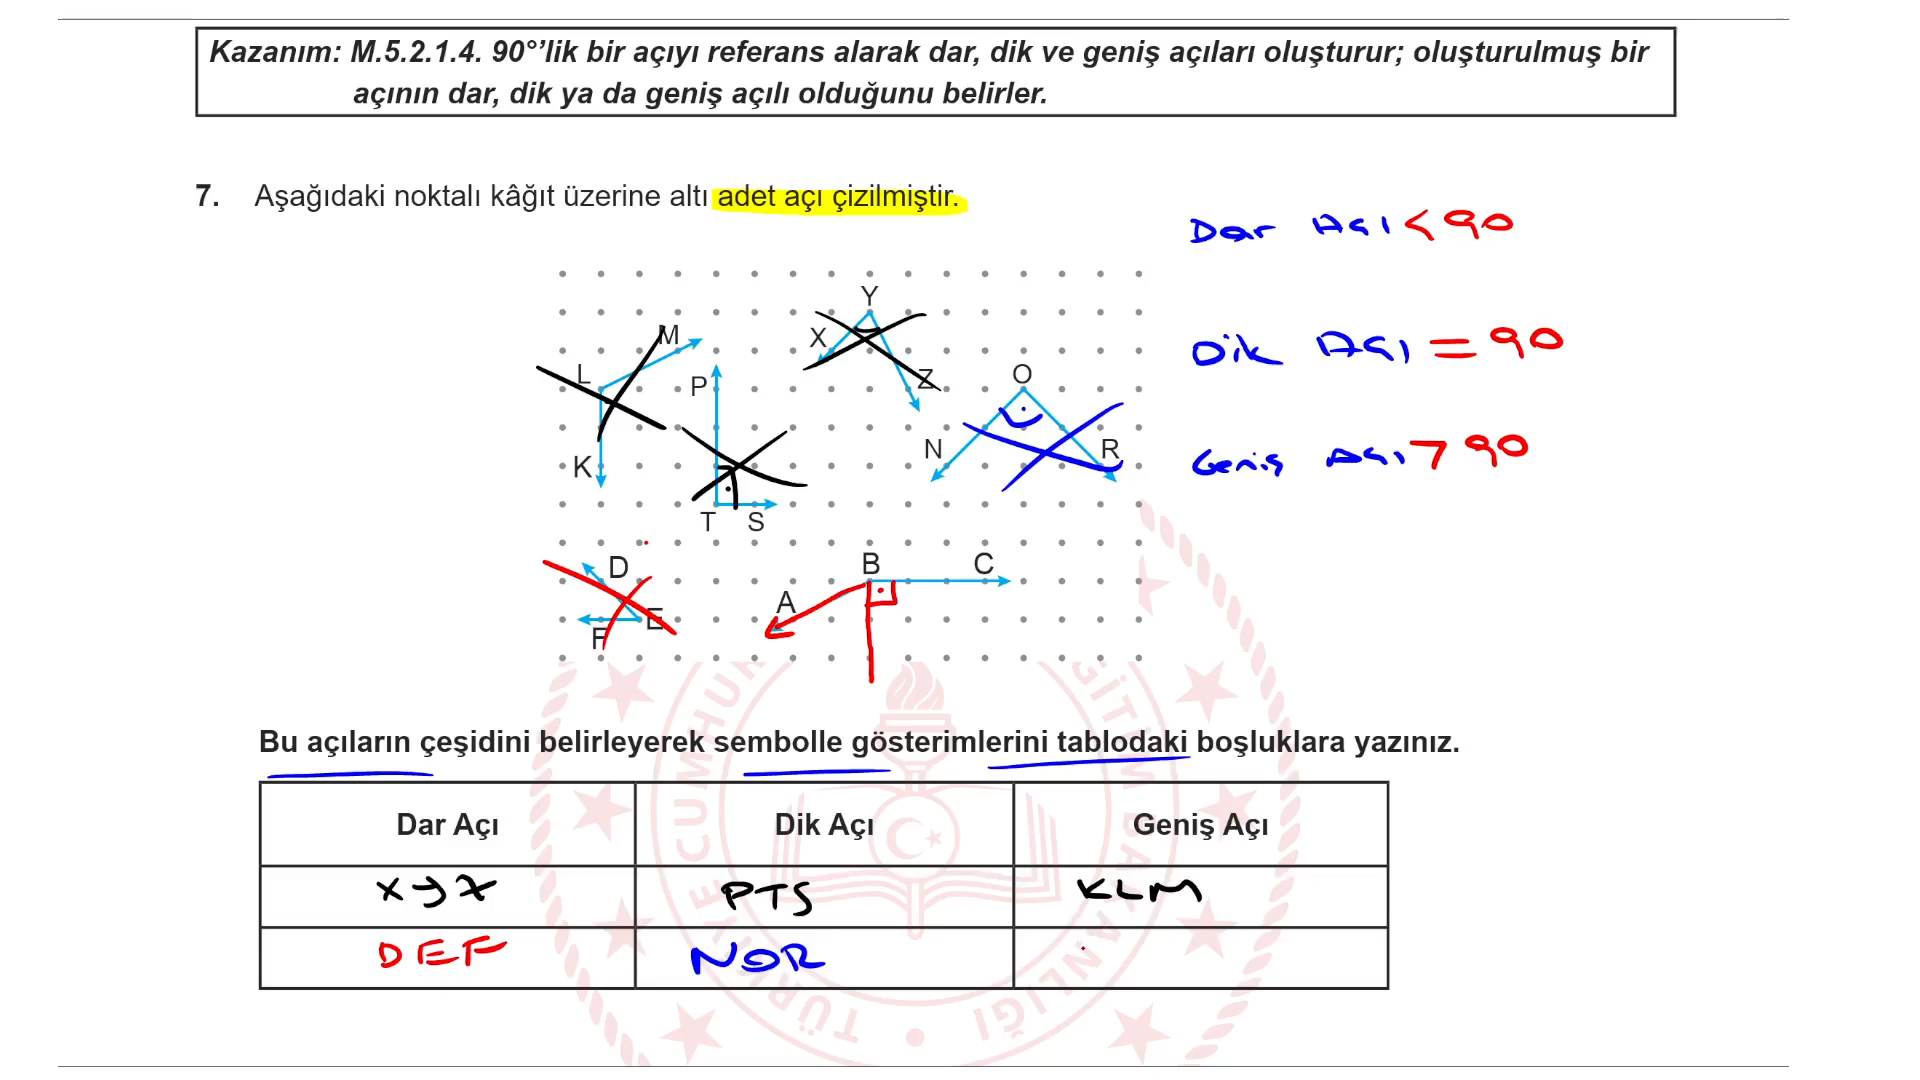 Kazanım: M.5.2.1.4. 90°’lik bir açıyı referans alarak dar, dik ve geniş açıları oluşturur; oluşturulmuş bir
açının dar, dik ya da geniş açılı olduğunu belirler.
7. Aşağıdaki noktalı kâğıt üzerine altı adet açı çizilmiştir.
Dar Açı < 90
Dik Açı = 90
Geniş Açı > 90
Y
M
X
L
P
Z
O
N
R
K
T S
D
B
C
A
E
F
Bu açıların çeşidini belirleyerek sembolle gösterimlerini tablodaki boşluklara yazınız.
Dar Açı Dik Açı Geniş Açı
XYZ PTS KLM
DEF NOR